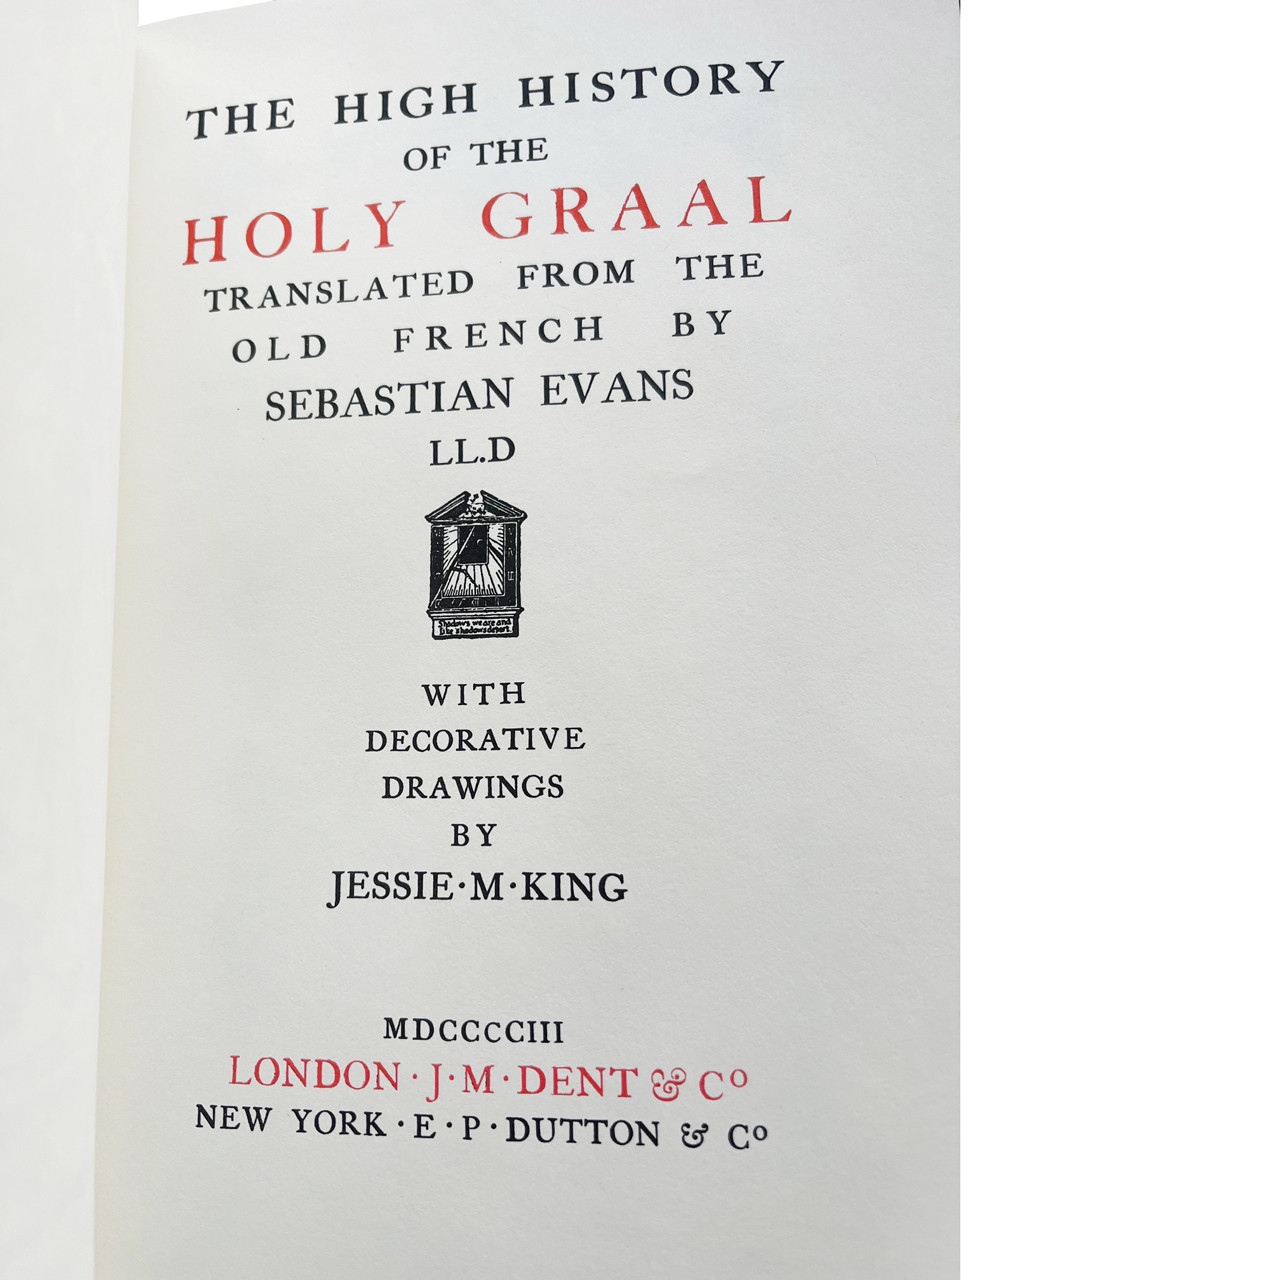 THE HIGH HISTORY
OF THE
HOLY GRAAL
TRANSLATED FROM THE
OLD FRENCH BY
SEBASTIAN EVANS
LL.D
Shadows we are and
like shadows depart
WITH
DECORATIVE
DRAWINGS
BY
JESSIE·M·KING
MDCCCCIII
LONDON·J·M·DENT & Cº
NEW YORK·E·P·DUTTON & Cº